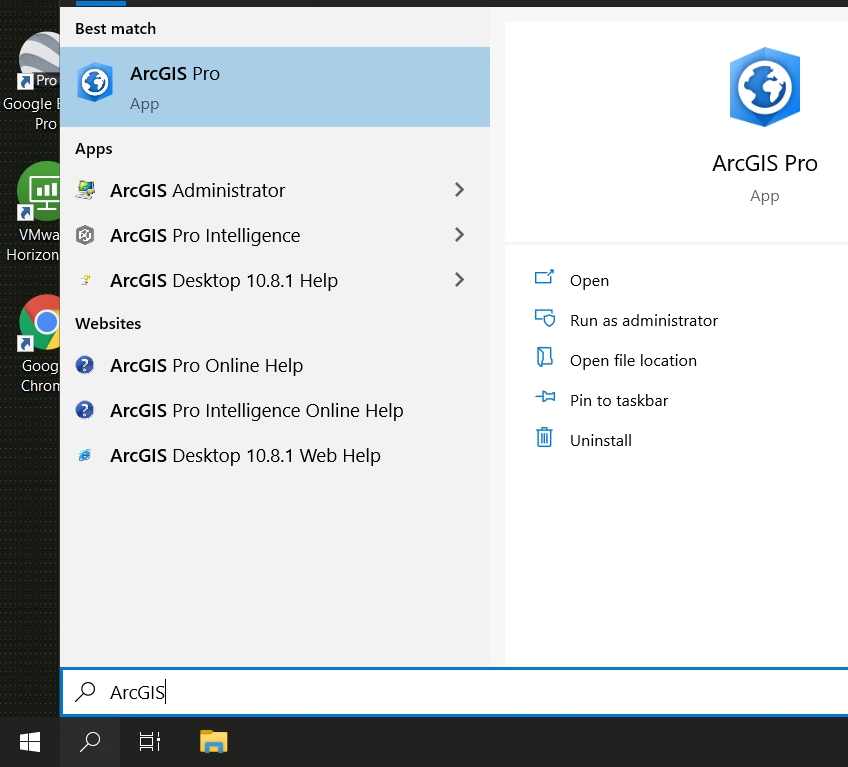 Pro
Google E
Pro
VMwa
Horizon
Goog
Chrom
Best match
ArcGIS Pro
App
Apps
ArcGIS Administrator
ArcGIS Pro Intelligence
ArcGIS Desktop 10.8.1 Help
Websites
ArcGIS Pro Online Help
ArcGIS Pro Intelligence Online Help
ArcGIS Desktop 10.8.1 Web Help
ArcGIS Pro
App
Open
Run as administrator
Open file location
Pin to taskbar
Uninstall
ArcGIS